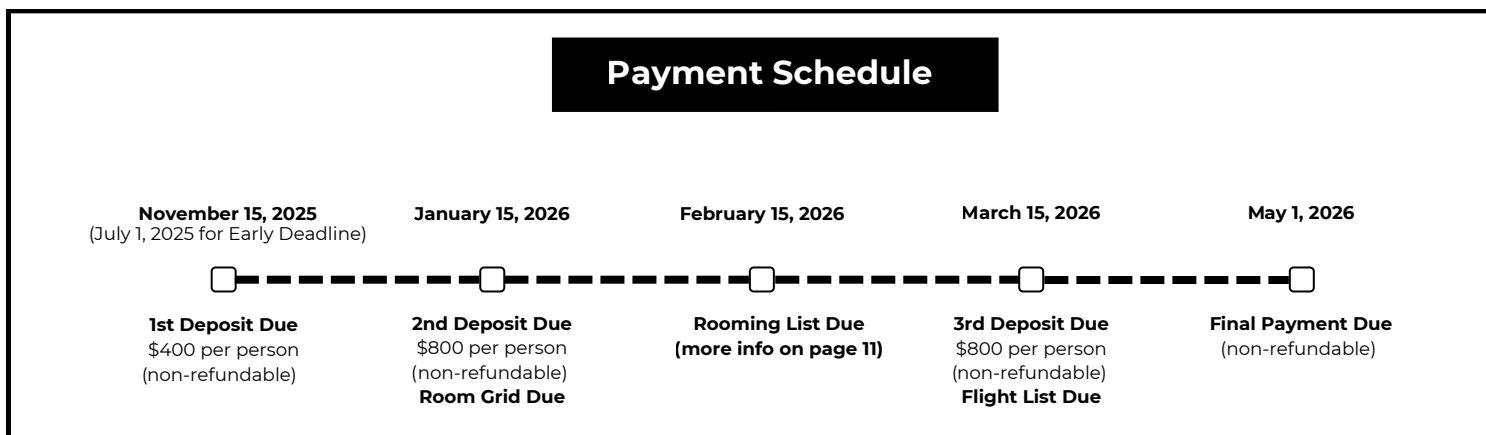 Payment Schedule
November 15, 2025
(July 1, 2025 for Early Deadline)
January 15, 2026
February 15, 2026
March 15, 2026
May 1, 2026
1st Deposit Due
$400 per person
(non-refundable)
2nd Deposit Due
$800 per person
(non-refundable)
Room Grid Due
Rooming List Due
(more info on page 11)
3rd Deposit Due
$800 per person
(non-refundable)
Flight List Due
Final Payment Due
(non-refundable)